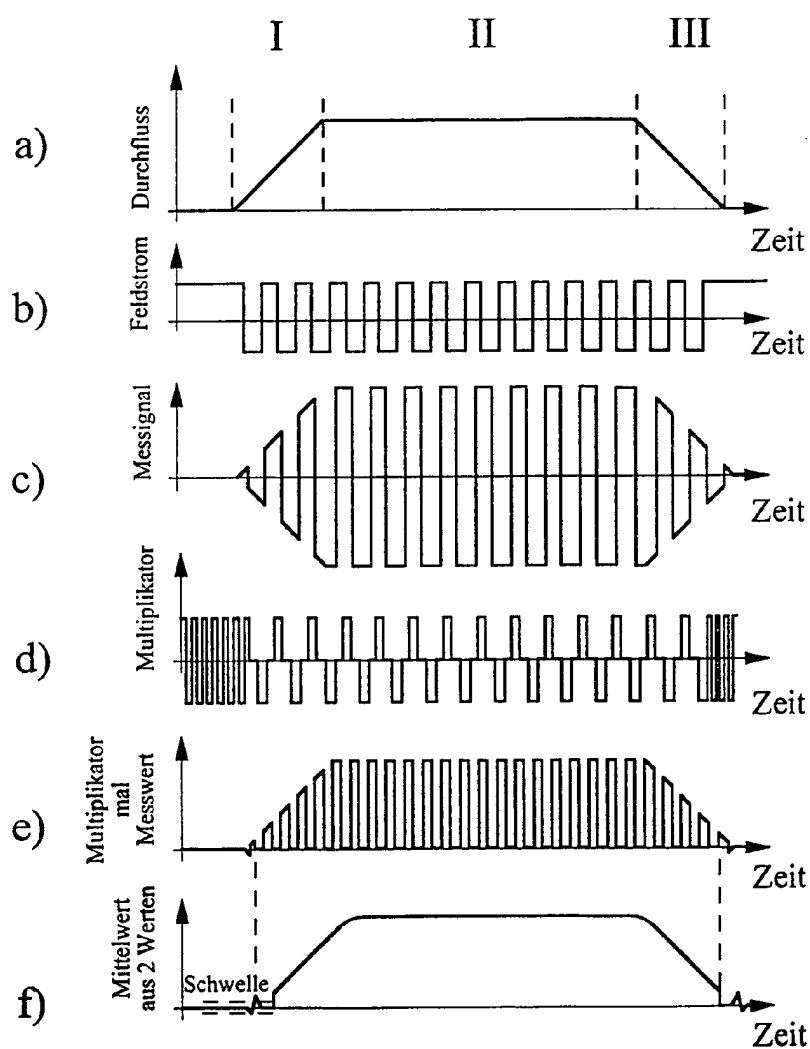 I II III
a)
Durchfluss
Zeit
b)
Feldstrom
Zeit
c)
Messignal
Zeit
d)
Multiplikator
Zeit
e)
Multiplikator
mal
Messwert
Zeit
f)
Mittelwert
aus 2 Werten
Schwelle
Zeit